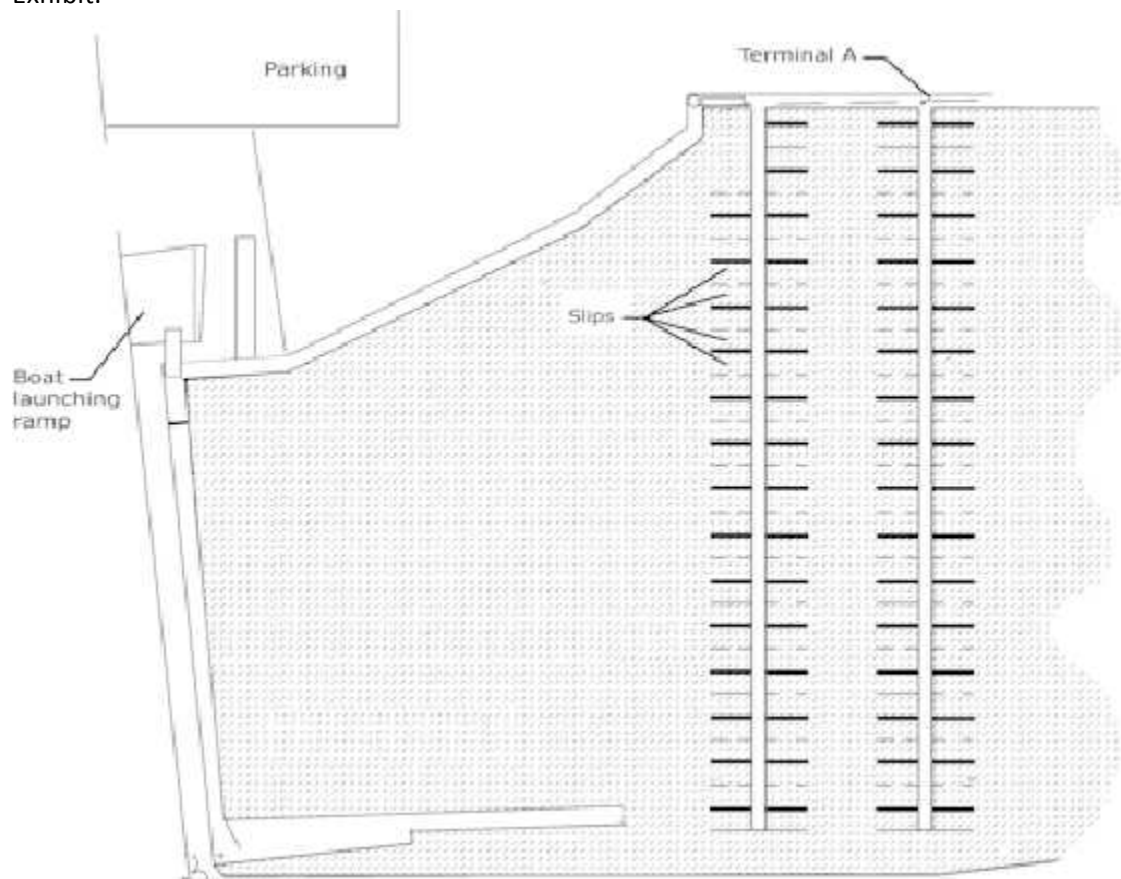 Exhibit:
Parking
Terminal A
Slips
Boat
launching
ramp